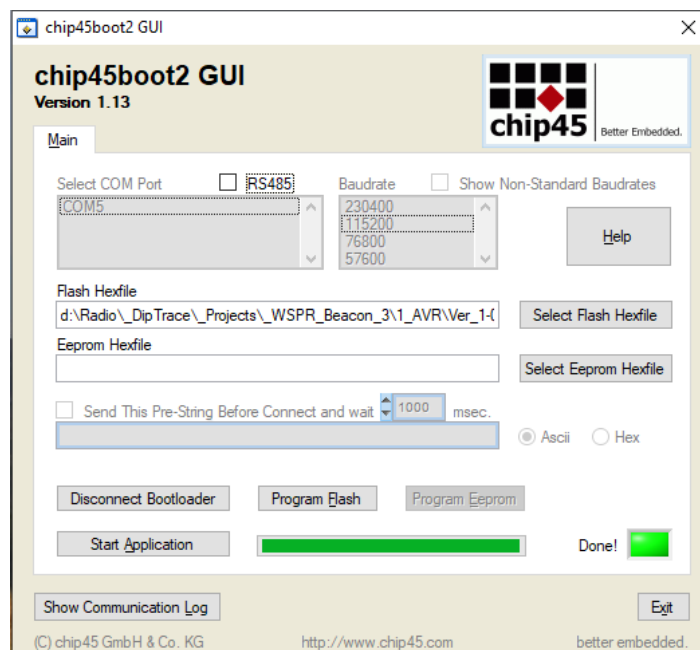 chip45boot2 GUI
chip45boot2 GUI
Version 1.13
chip45 Better Embedded.
Main
Select COM Port RS485 Baudrate Show Non-Standard Baudrates
COM5
230400
115200
76800
57600
Help
Flash Hexfile
d:\Radio\_DipTrace\_Projects\_WSPR_Beacon_3\1_AVR\Ver_1-( Select Flash Hexfile
Eeprom Hexfile
Select Eeprom Hexfile
Send This Pre-String Before Connect and wait 1000 msec.
Ascii Hex
Disconnect Bootloader Program Flash Program Eeprom
Start Application Done!
Show Communication Log Exit
(C) chip45 GmbH & Co. KG http://www.chip45.com better embedded.